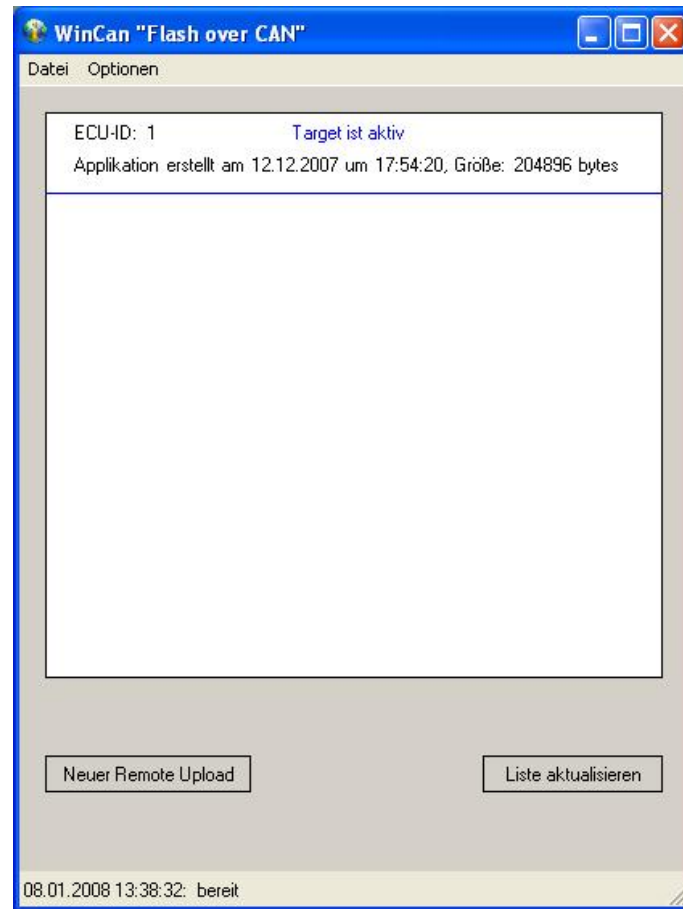 WinCan "Flash over CAN"
Datei Optionen
ECU-ID: 1 Target ist aktiv
Applikation erstellt am 12.12.2007 um 17:54:20, Größe: 204896 bytes
Neuer Remote Upload Liste aktualisieren
08.01.2008 13:38:32: bereit